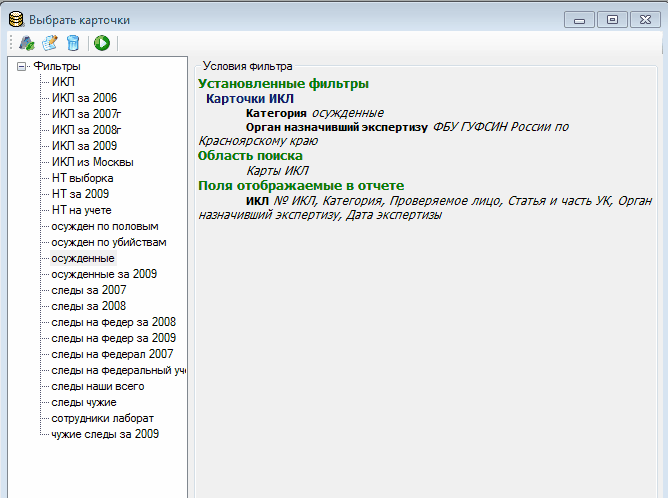 Выбрать карточки
Фильтры
ИКЛ
ИКЛ за 2006
ИКЛ за 2007г
ИКЛ за 2008г
ИКЛ за 2009
ИКЛ из Москвы
НТ выборка
НТ за 2009
НТ на учете
осужден по половым
осужден по убийствам
осужденные
осужденные за 2009
следы за 2007
следы за 2008
следы на Федер за 2008
следы на Федер за 2009
следы на Федерал 2007
следы на Федеральный уче
следы наши всего
следы чужие
сотрудники лаборат
чужие следы за 2009
Условия фильтра
Установленные фильтры
Карточки ИКЛ
Категория осужденные
Орган назначивший экспертизу ФБУ ГУФСИН России по
Красноярскому краю
Область поиска
Карты ИКЛ
Поля отображаемые в отчете
ИКЛ № ИКЛ, Категория, Проверяемое лицо, Статья и часть УК, Орган
назначивший экспертизу, Дата экспертизы